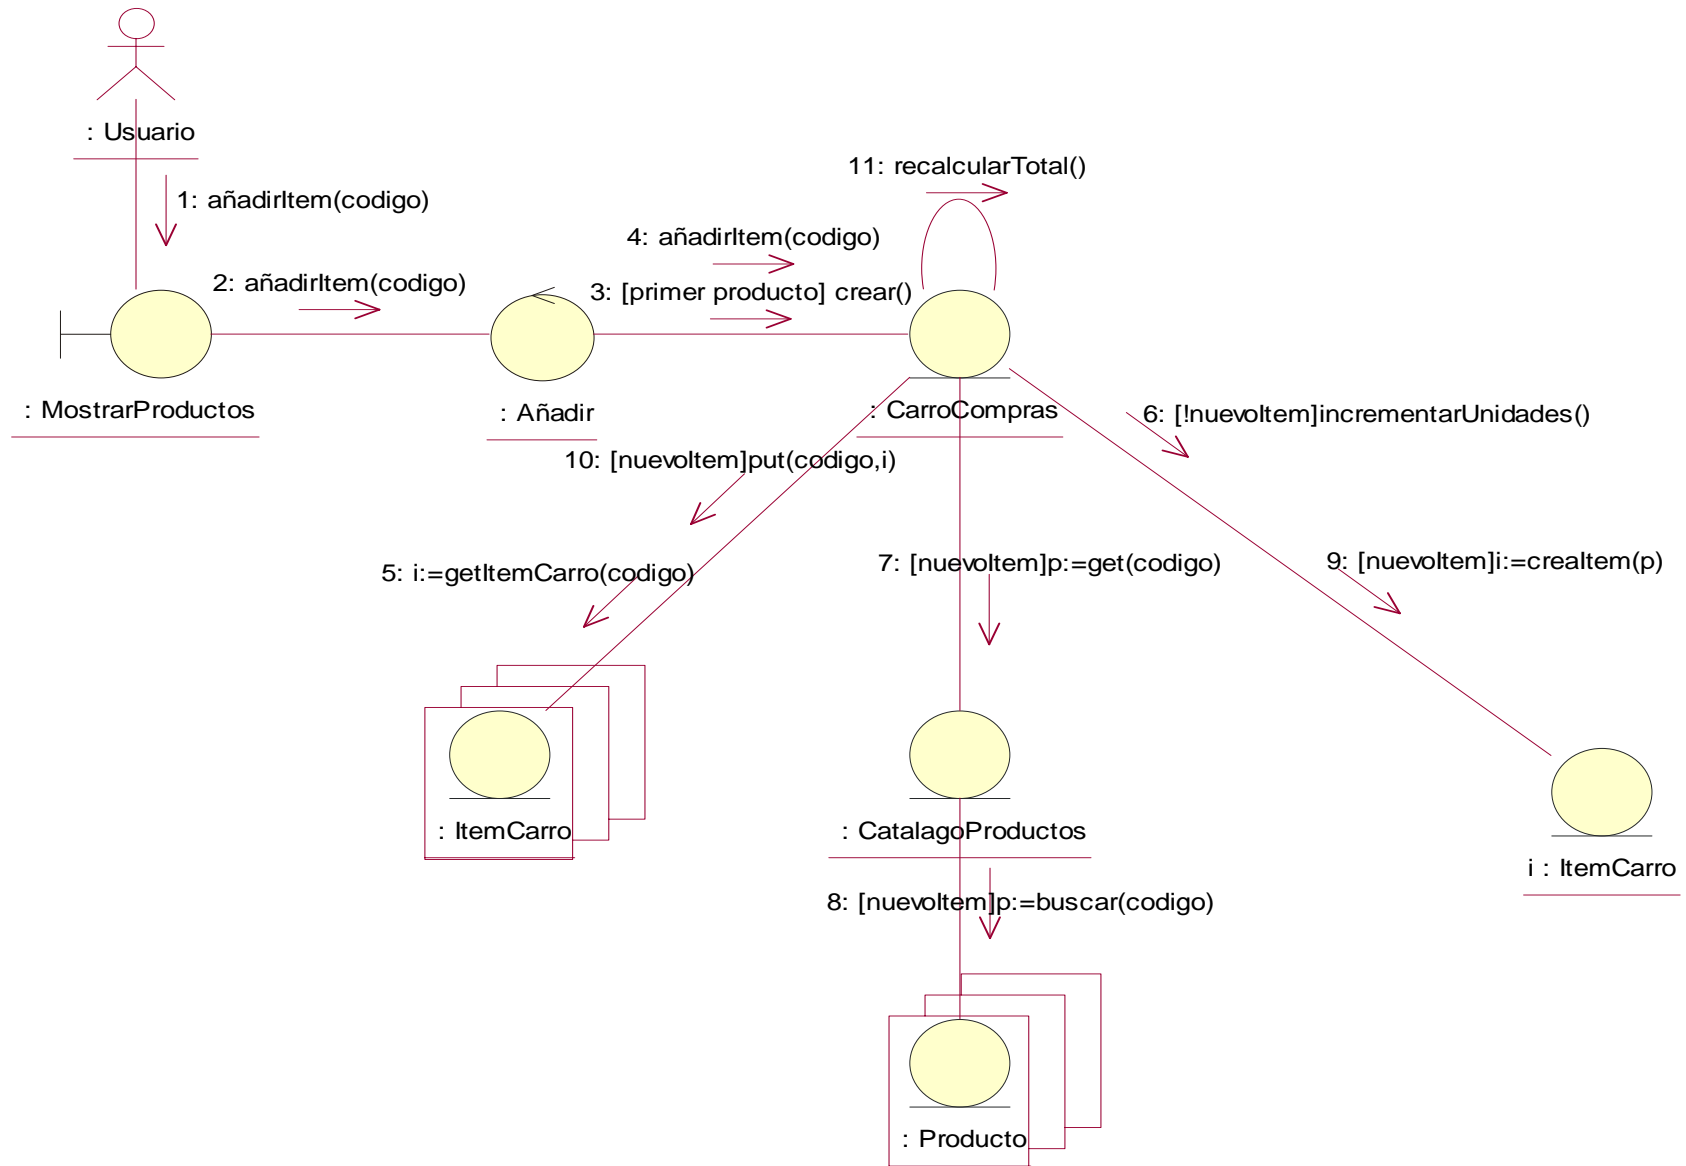 : Usuario
11: recalcularTotal()
1: añadirItem(codigo)
4: añadirItem(codigo)
2: añadirItem(codigo)
3: [primer producto] crear()
: MostrarProductos
: Añadir
: CarroCompras
6: [!nuevoItem]incrementarUnidades()
10: [nuevoItem]put(codigo,i)
5: i:=getItemCarro(codigo)
7: [nuevoItem]p:=get(codigo)
9: [nuevoItem]i:=creaItem(p)
: ItemCarro
: CatalagoProductos
i : ItemCarro
8: [nuevoItem]p:=buscar(codigo)
: Producto